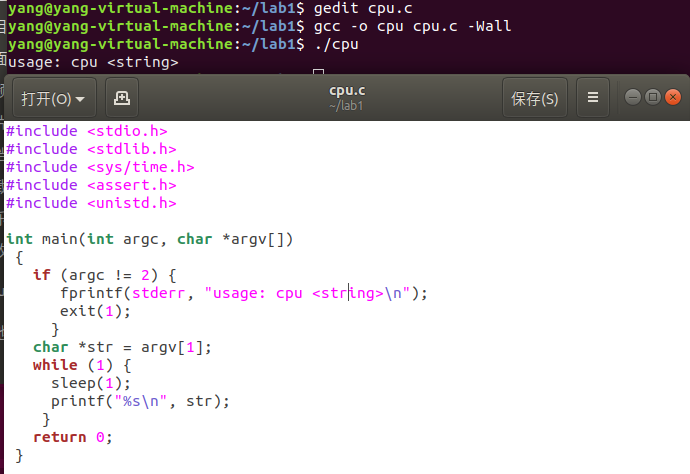 yang@yang-virtual-machine:~/lab1$ gedit cpu.c
yang@yang-virtual-machine:~/lab1$ gcc -o cpu cpu.c -Wall
yang@yang-virtual-machine:~/lab1$ ./cpu
usage: cpu <string>
打开(O)
cpu.c
~/lab1
保存(S)
#include <stdio.h>
#include <stdlib.h>
#include <sys/time.h>
#include <assert.h>
#include <unistd.h>
int main(int argc, char *argv[])
{
if (argc != 2) {
fprintf(stderr, "usage: cpu <string>\n");
exit(1);
}
char *str = argv[1];
while (1) {
sleep(1);
printf("%s\n", str);
}
return 0;
}